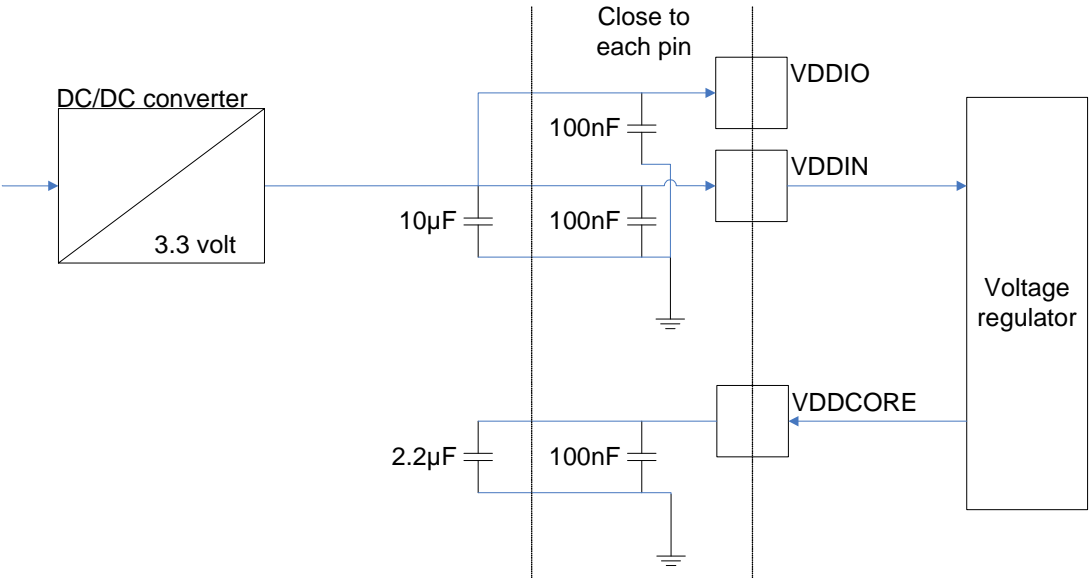 Close to
each pin
VDDIO
DC/DC converter
100nF
VDDIN
10µF
100nF
3.3 volt
Voltage
regulator
VDDCORE
2.2µF
100nF